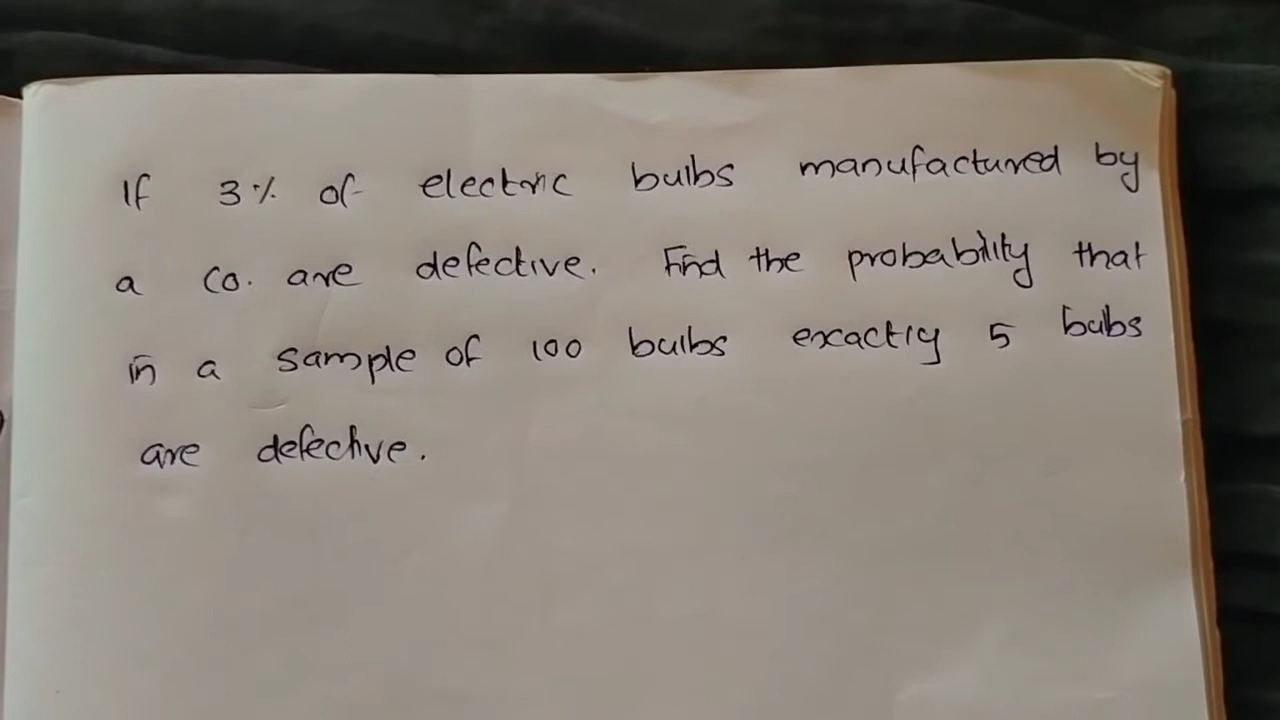 If 3% of electric bulbs manufactured by
a co. are defective. Find the probability that
in a sample of 100 bulbs exactly 5 bubs
are defective.